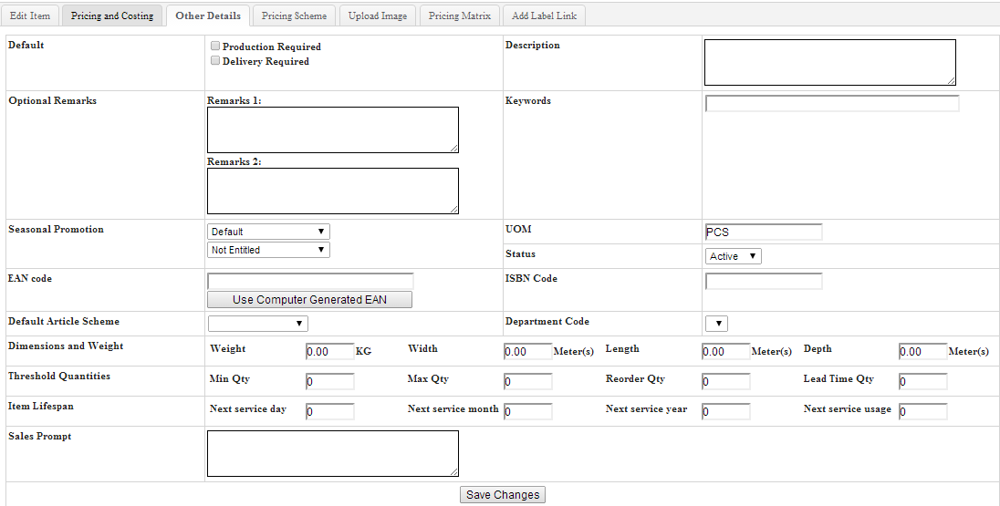 Edit Item Pricing and Costing Other Details Pricing Scheme Upload Image Pricing Matrix Add Label Link
Default Production Required Description
Delivery Required
Optional Remarks Remarks 1: Keywords
Remarks 2:
Seasonal Promotion Default UOM PCS
Not Entitled Status Active
EAN code ISBN Code
Use Computer Generated EAN
Default Article Scheme Department Code
Dimensions and Weight Weight 0.00 KG Width 0.00 Meter(s) Length 0.00 Meter(s) Depth 0.00 Meter(s)
Threshold Quantities Min Qty 0 Max Qty 0 Reorder Qty 0 Lead Time Qty 0
Item Lifespan Next service day 0 Next service month 0 Next service year 0 Next service usage 0
Sales Prompt
Save Changes